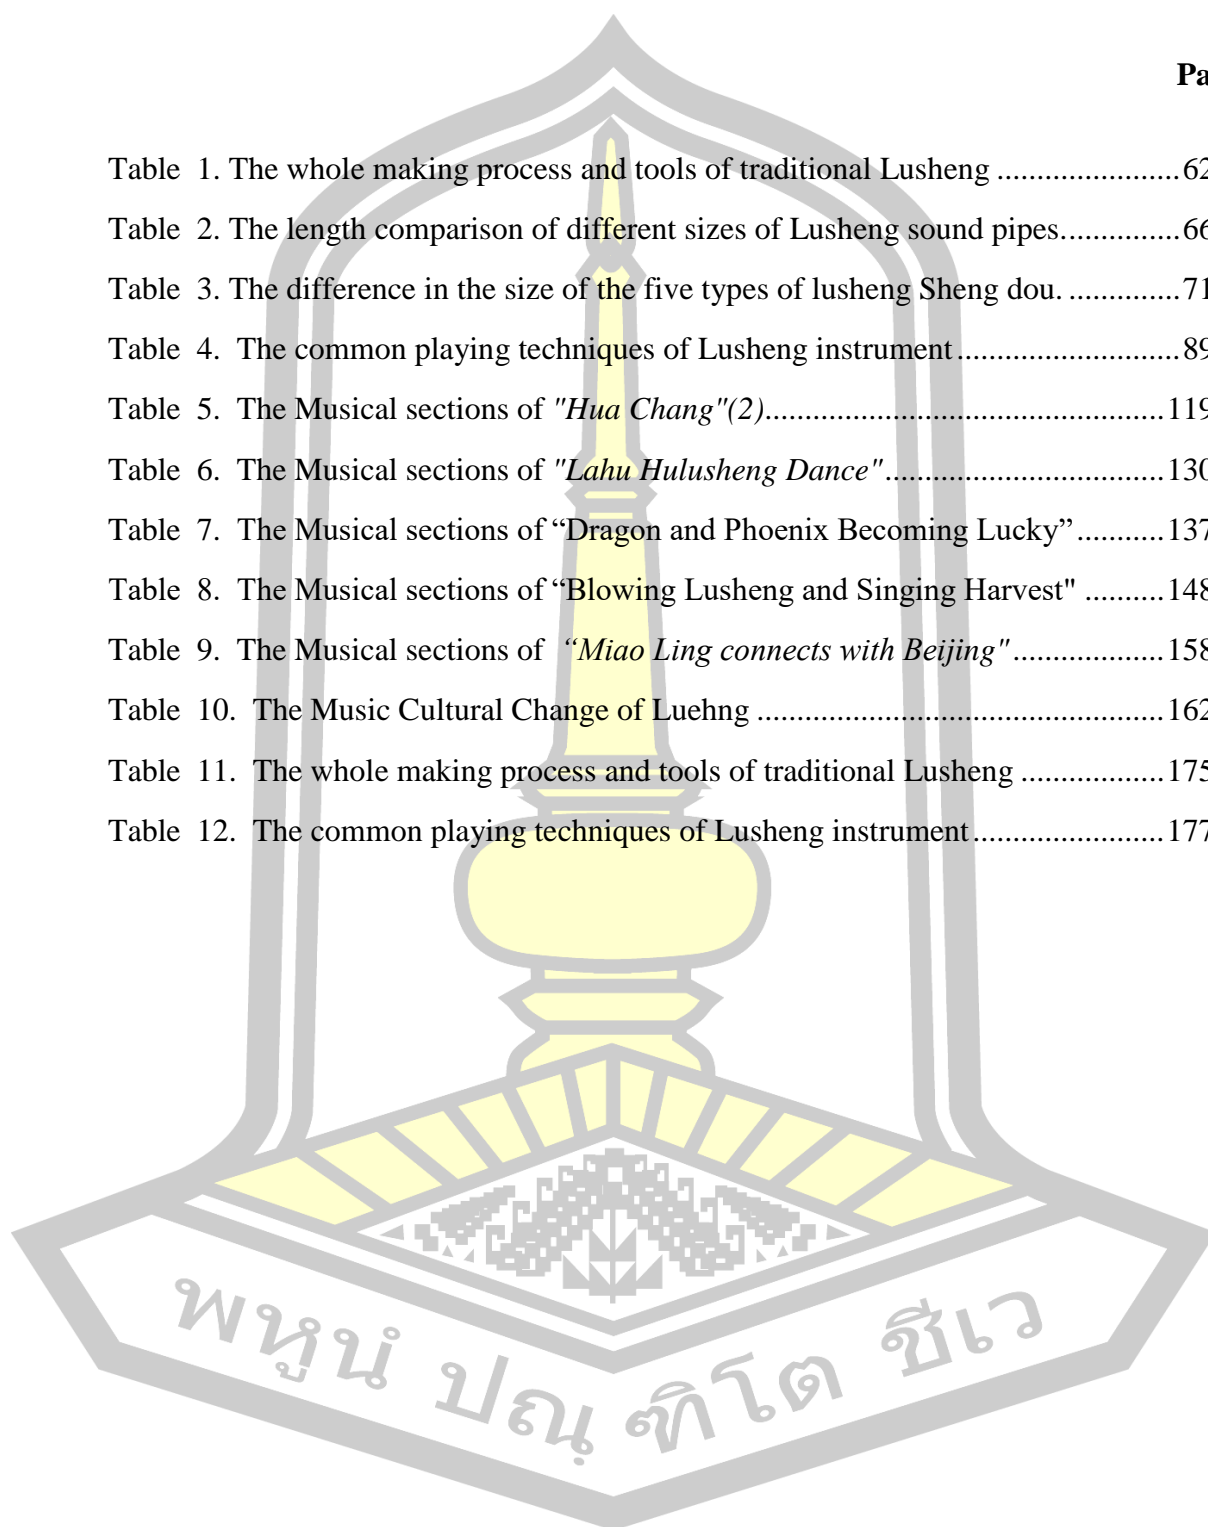 Pa
Table 1. The whole making process and tools of traditional Lusheng ......................62
Table 2. The length comparison of different sizes of Lusheng sound pipes...............66
Table 3. The difference in the size of the five types of lusheng Sheng dou. ..............71
Table 4. The common playing techniques of Lusheng instrument ...........................89
Table 5. The Musical sections of "Hua Chang"(2)................................................119
Table 6. The Musical sections of "Lahu Hulusheng Dance" ..................................130
Table 7. The Musical sections of “Dragon and Phoenix Becoming Lucky” ...........137
Table 8. The Musical sections of “Blowing Lusheng and Singing Harvest" ..........148
Table 9. The Musical sections of “Miao Ling connects with Beijing" ..................158
Table 10. The Music Cultural Change of Luehng .................................................162
Table 11. The whole making process and tools of traditional Lusheng .................175
Table 12. The common playing techniques of Lusheng instrument .......................177
พหูนํ ปณฺฑิโต ชีเว